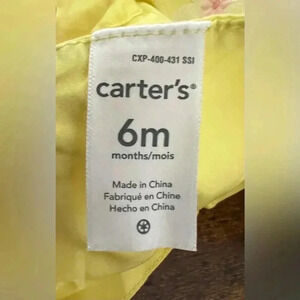 CXP-400-431 SSI
carter's®
6m
months/mois
Made in China
Fabriqué en Chine
Hecho en China